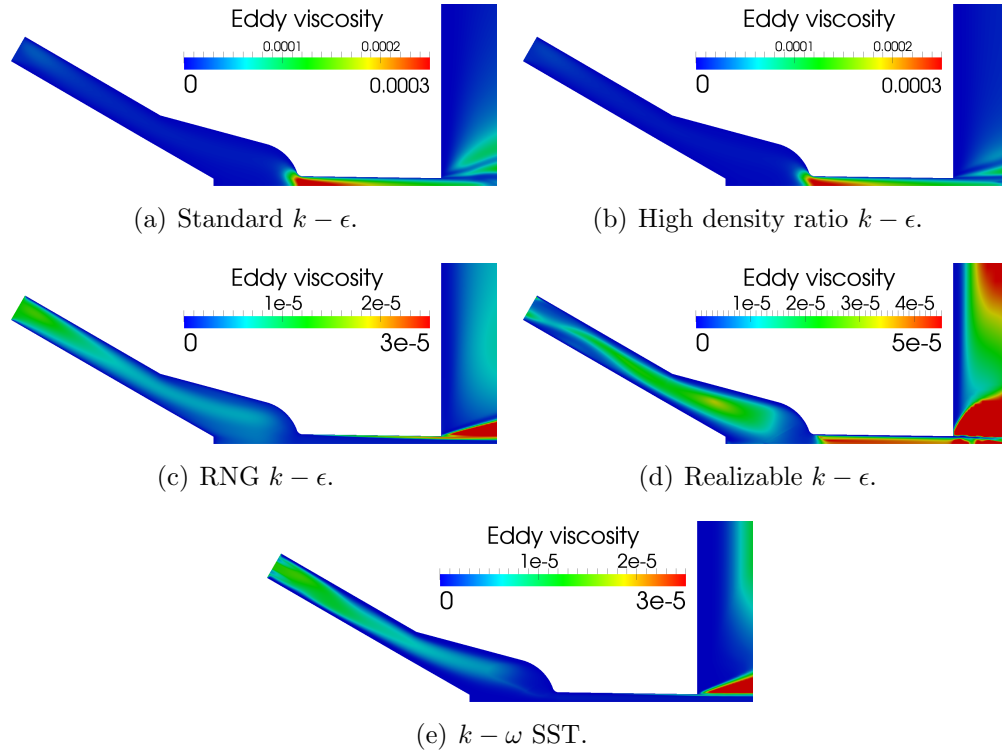 Eddy viscosity
0.0001 0.0002
0 0.0003
(a) Standard k − ϵ.
Eddy viscosity
0.0001 0.0002
0 0.0003
(b) High density ratio k − ϵ.
Eddy viscosity
1e-5 2e-5
0 3e-5
(c) RNG k − ϵ.
Eddy viscosity
1e-5 2e-5 3e-5 4e-5
0 5e-5
(d) Realizable k − ϵ.
Eddy viscosity
1e-5 2e-5
0 3e-5
(e) k − ω SST.